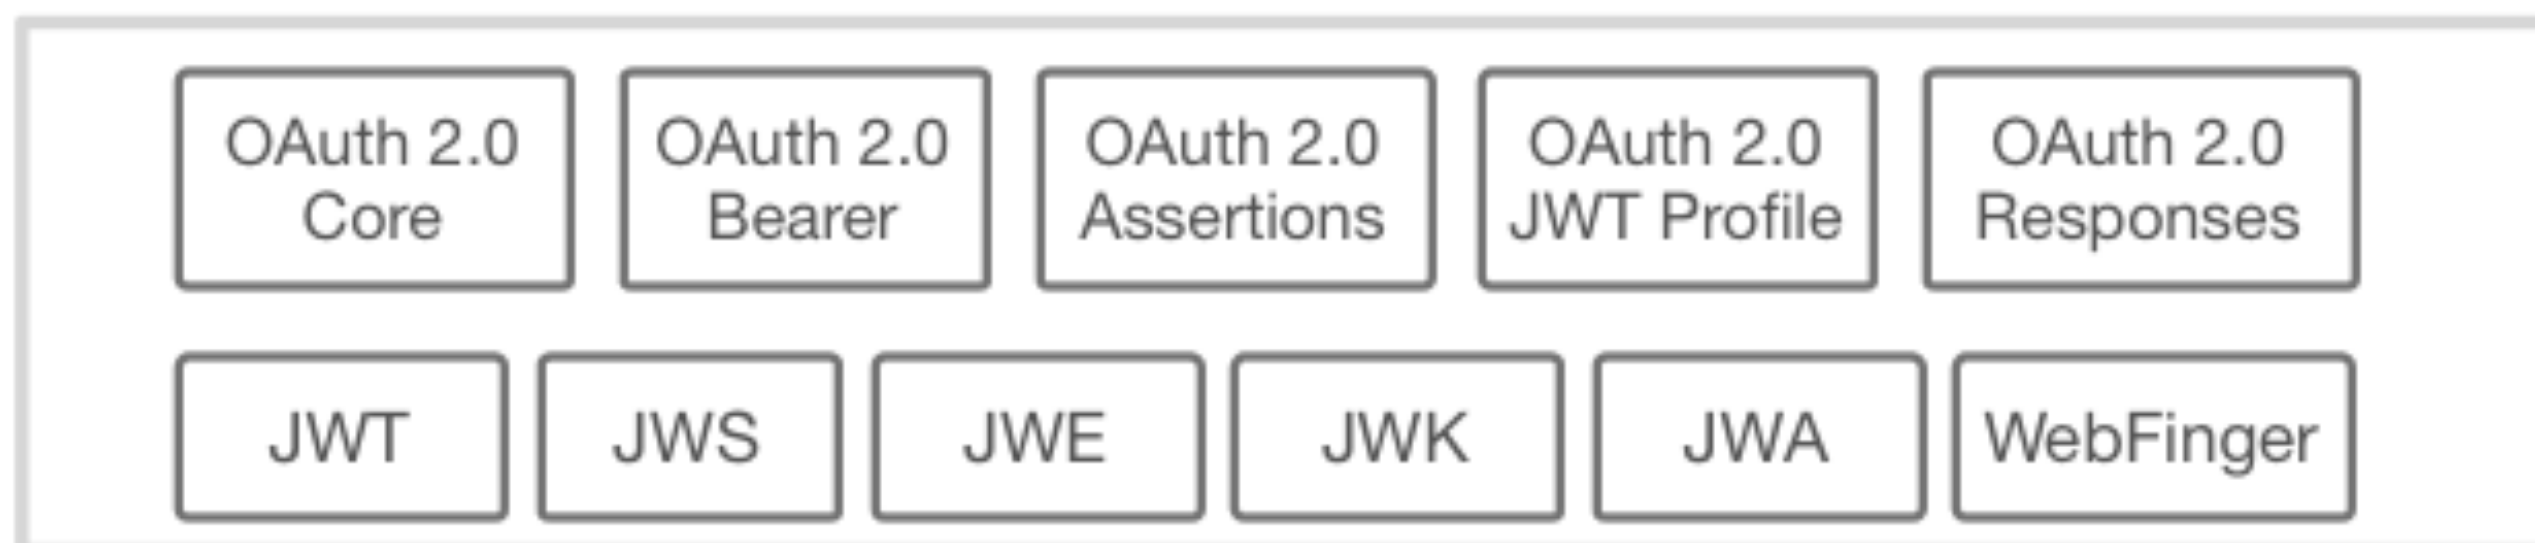 OAuth 2.0
Core
OAuth 2.0
Bearer
OAuth 2.0
Assertions
OAuth 2.0
JWT Profile
OAuth 2.0
Responses
JWT
JWS
JWE
JWK
JWA
WebFinger